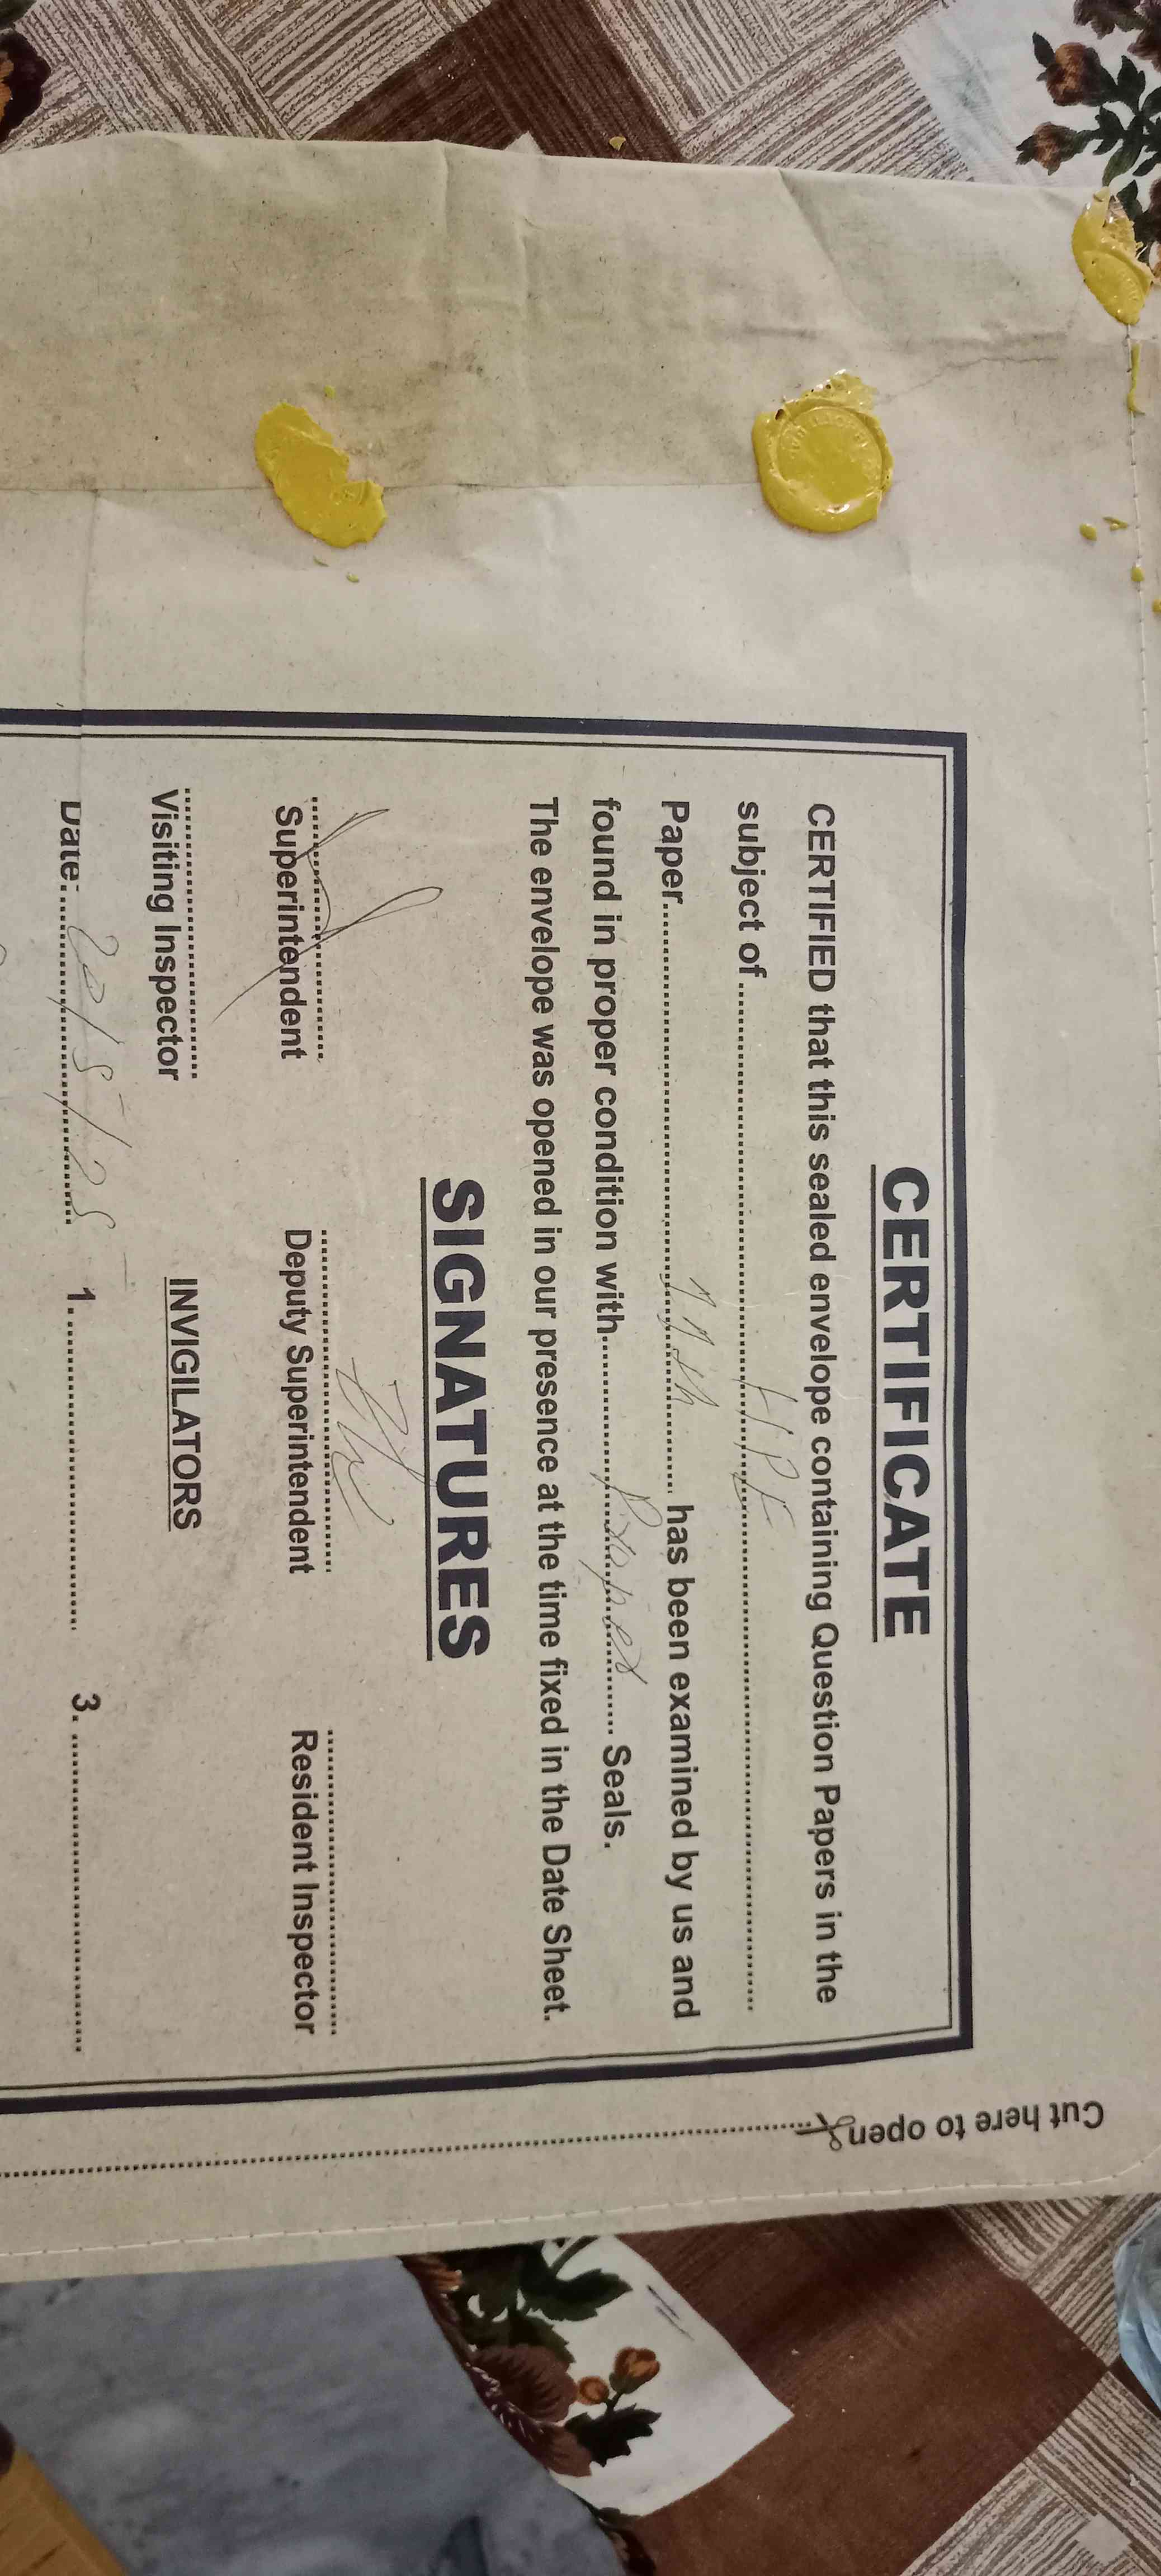 CERTIFICATE
CERTIFIED that this sealed envelope containing Question Papers in the
subject of ........ HPE ........
Paper ........ 11th ........ has been examined by us and
found in proper condition with ........ Proper ........ Seals.
The envelope was opened in our presence at the time fixed in the Date Sheet.
SIGNATURES
Superintendent Deputy Superintendent Resident Inspector
Visiting Inspector INVIGILATORS
Date: 20/5/25 1. ........ 3. ........
Cut here to open